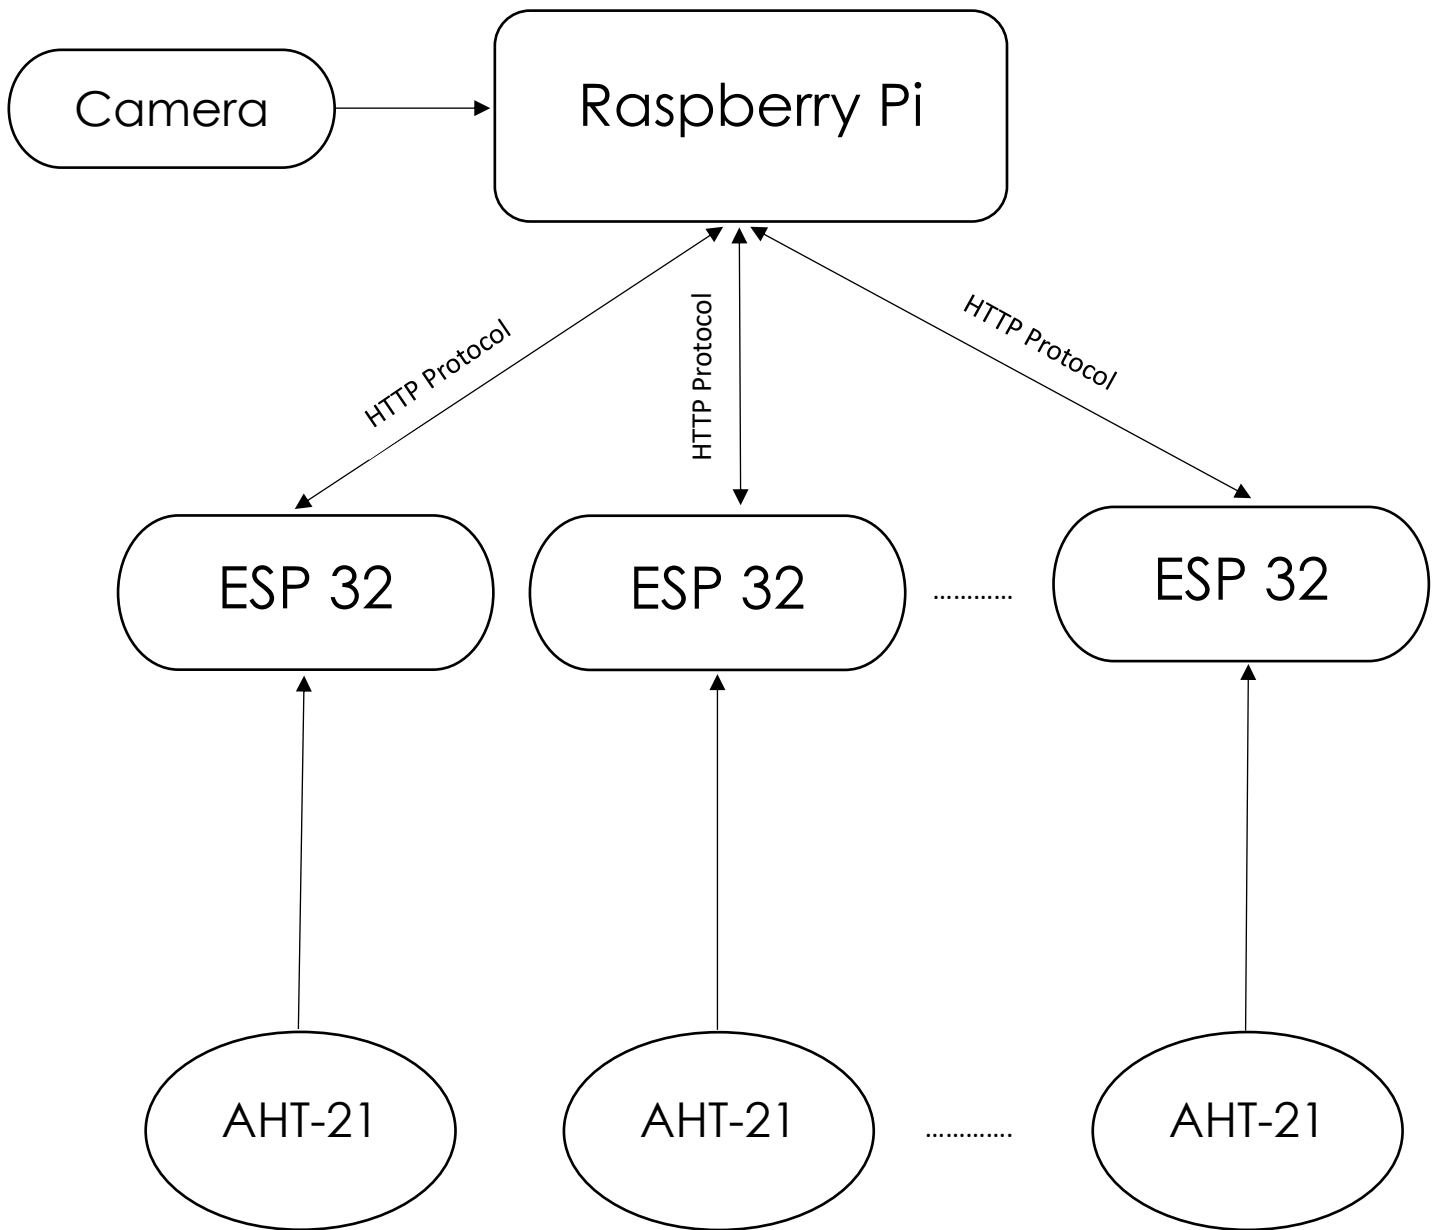 Camera
Raspberry Pi
HTTP Protocol
HTTP Protocol
HTTP Protocol
ESP 32
ESP 32
............
ESP 32
AHT-21
AHT-21
.............
AHT-21